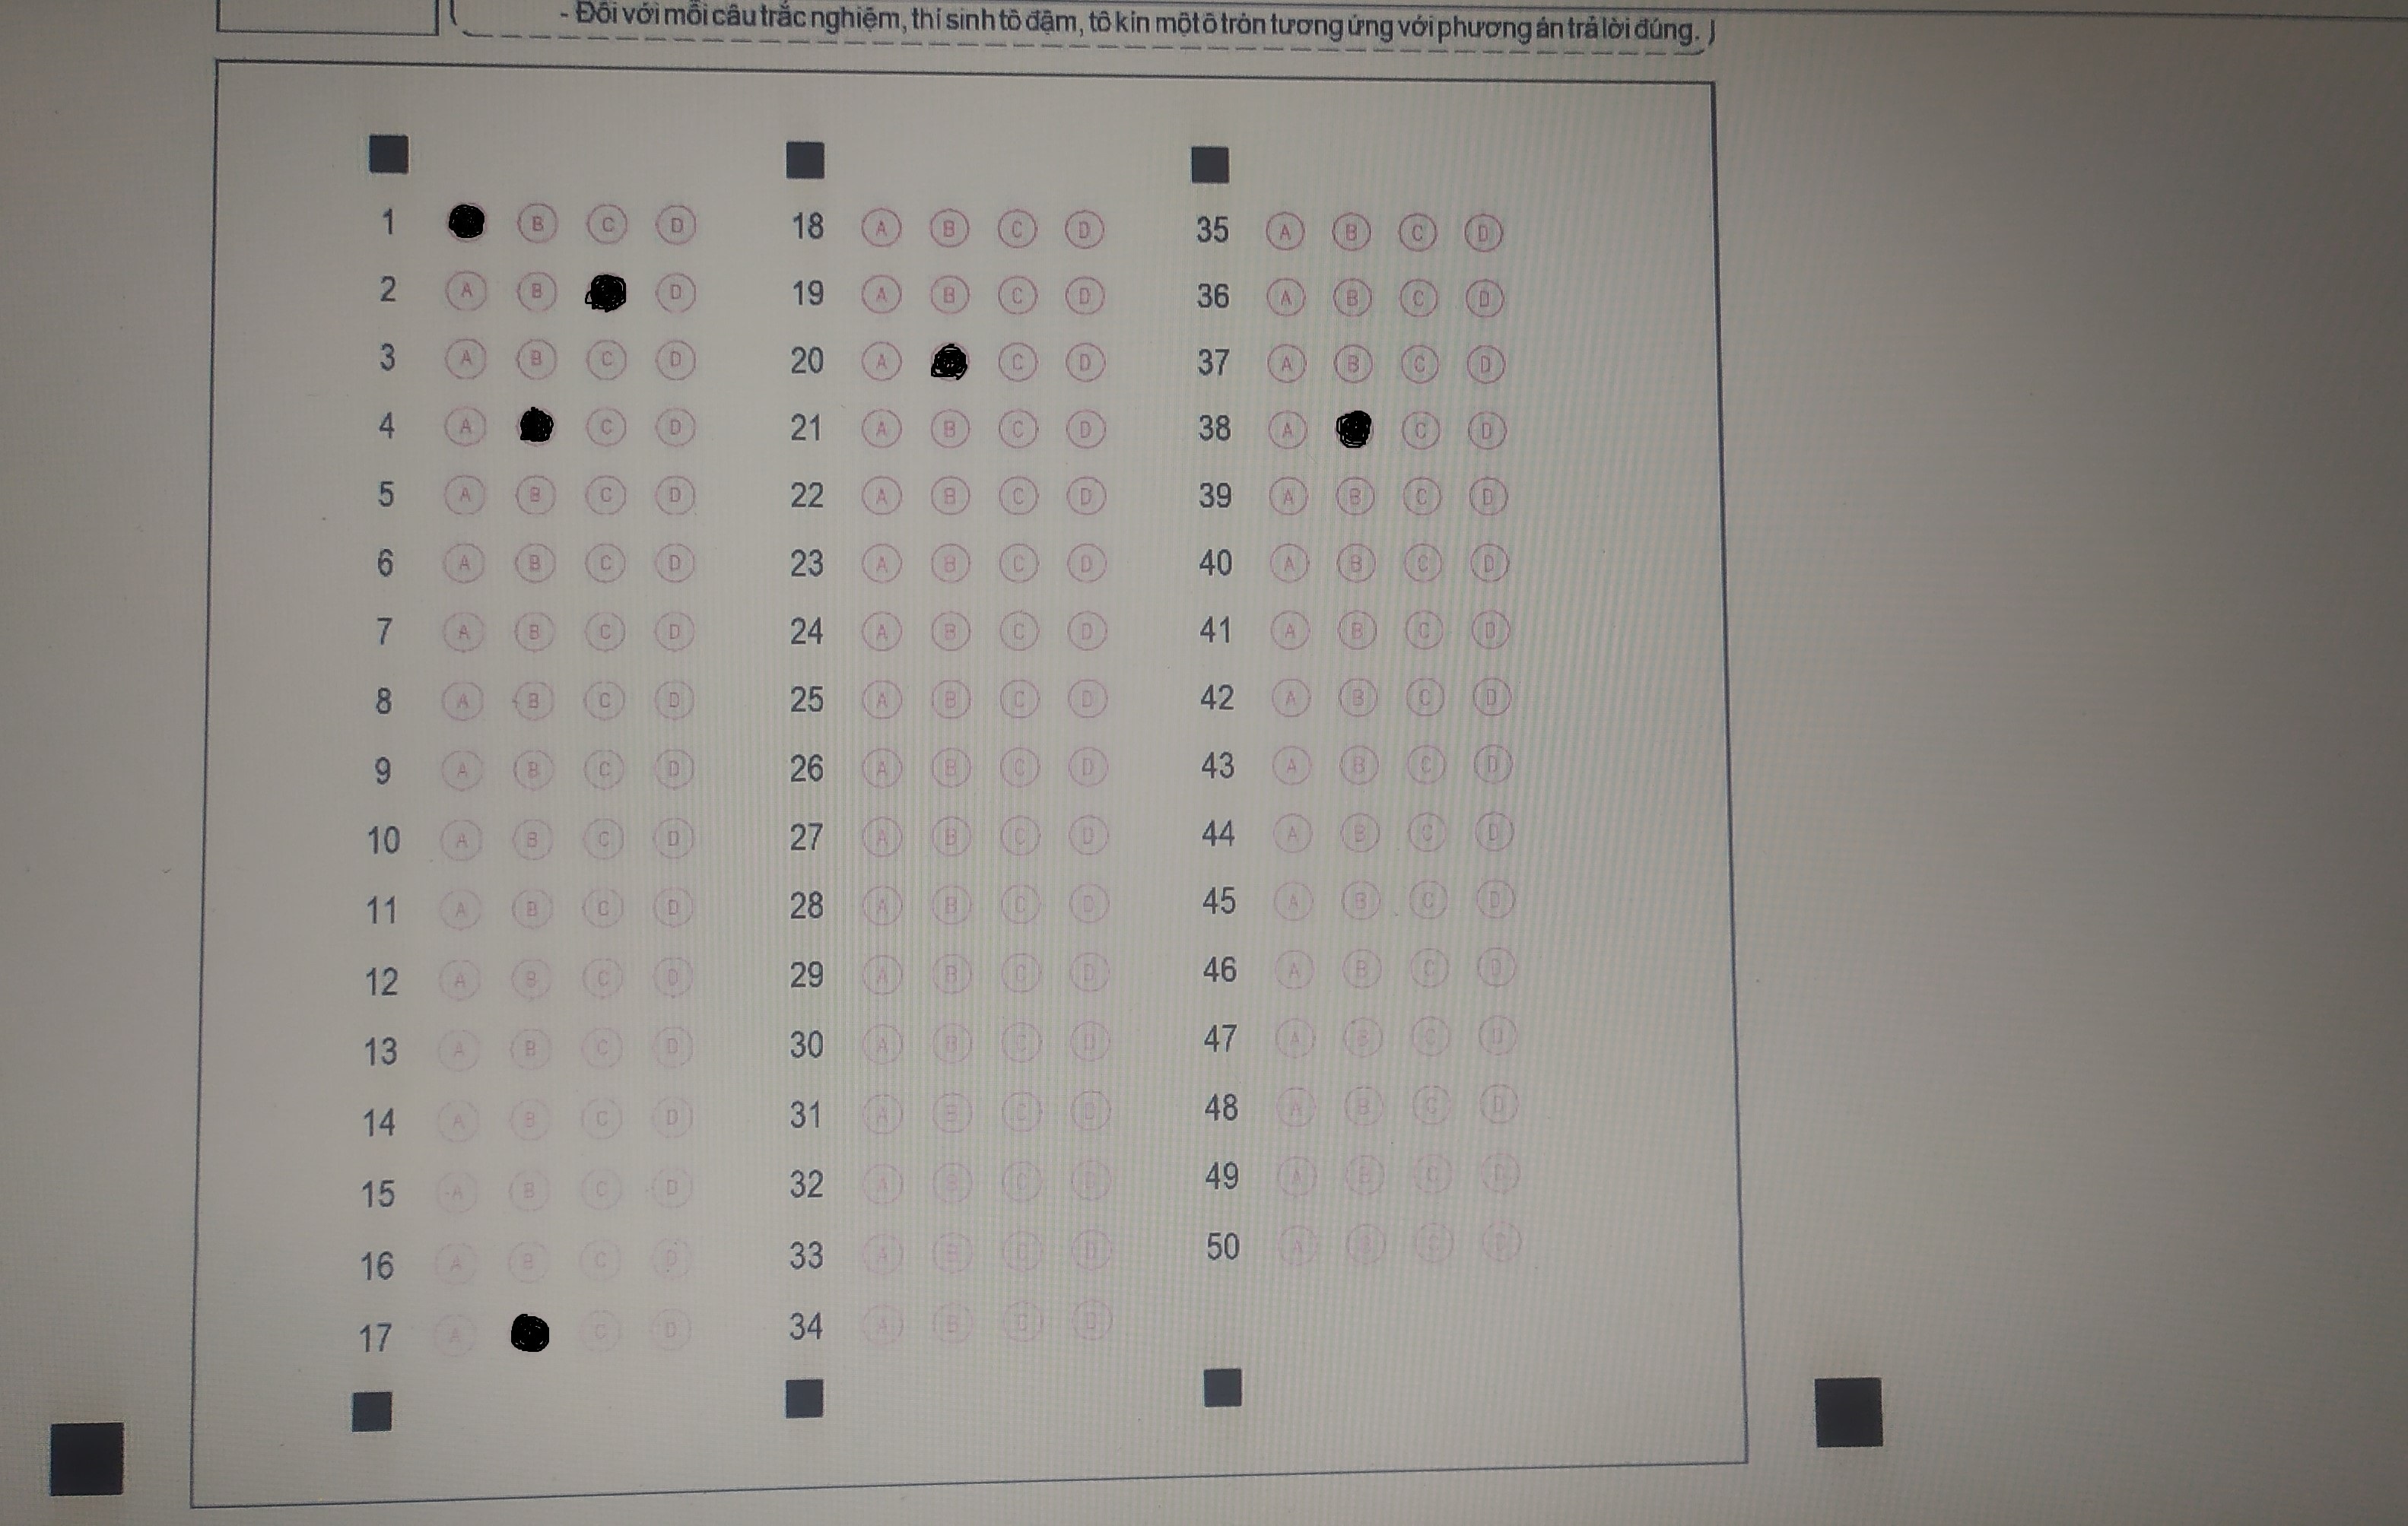 - Đối với mỗi câu trắc nghiệm, thí sinh tô đậm, tô kín một ô tròn tương ứng với phương án trả lời đúng.
1 B C D 18 A B C D 35 A B C D
2 A B D 19 A B C D 36 A B C D
3 A B C D 20 A C D 37 A B C D
4 A C D 21 A B C D 38 A C D
5 A B C D 22 A B C D 39 A B C D
6 A B C D 23 A B C D 40 A B C D
7 A B C D 24 A B C D 41 A B C D
8 A B C D 25 A B C D 42 A B C D
9 A B C D 26 A B C D 43 A B C D
10 A B C D 27 A B C D 44 A B C D
11 A B C D 28 A B C D 45 A B C D
12 A B C D 29 A B C D 46 A B C D
13 A B C D 30 A B C D 47 A B C D
14 A B C D 31 A B C D 48 A B C D
15 A B C D 32 A B C D 49 A B C D
16 A B C D 33 A B C D 50 A B C D
17 A C D 34 A B C D